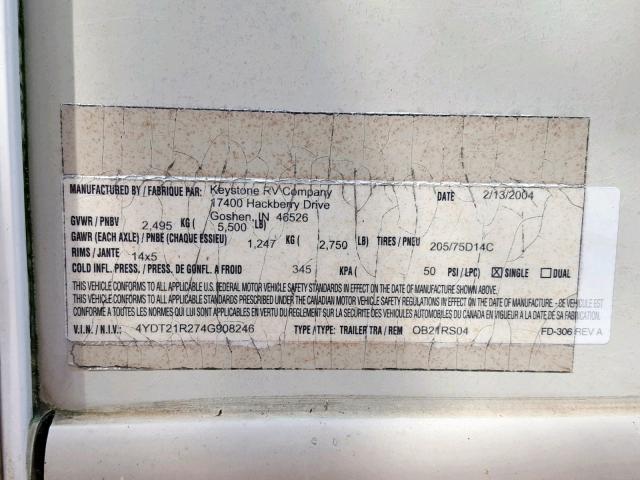 MANUFACTURED BY / FABRIQUE PAR: Keystone RV Company DATE 2/13/2004
17400 Hackberry Drive
Goshen, IN 46526
GVWR / PNBV 2,495 KG ( 5,500 LB)
GAWR (EACH AXLE) / PNBE (CHAQUE ESSIEU) 1,247 KG ( 2,750 LB) TIRES / PNEU 205/75D14C
RIMS / JANTE 14x5
COLD INFL. PRESS. / PRESS. DE GONFL. A FROID 345 KPA ( 50 PSI / LPC) ☒ SINGLE ☐ DUAL
THIS VEHICLE CONFORMS TO ALL APPLICABLE U.S. FEDERAL MOTOR VEHICLE SAFETY STANDARDS IN EFFECT ON THE DATE OF MANUFACTURE SHOWN ABOVE. / THIS VEHICLE CONFORMS TO ALL
APPLICABLE STANDARDS PRESCRIBED UNDER THE CANADIAN MOTOR VEHICLE SAFETY REGULATIONS IN EFFECT ON THE DATE OF MANUFACTURE - CE VEHICULE EST
CONFORME A TOUTES LES NORMES QUI LUI SONT APPLICABLES EN VERTU DU REGLEMENT SUR LA SECURITE DES VEHICULES AUTOMOBILES DU CANADA EN VIGUEUR A LA DATE DE SA FABRICATION
V.I.N. / N.I.V.: 4YDT21R274G908246 TYPE / TYPE: TRAILER TRA / REM OB21RS04 FD-306 REV A